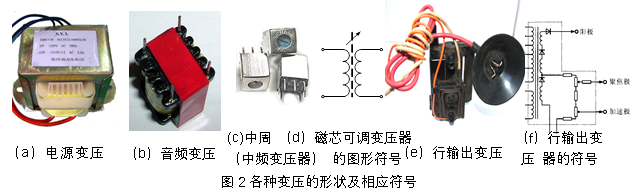 阳极
聚焦极
加速极
(c)中周 (d) 磁芯可调变压器
(a) 电源变压 (b) 音频变压 (中频变压器) 的图形符号 (e) 行输出变压 (f) 行输出变
压 器的符号
图2各种变压的形状及相应符号